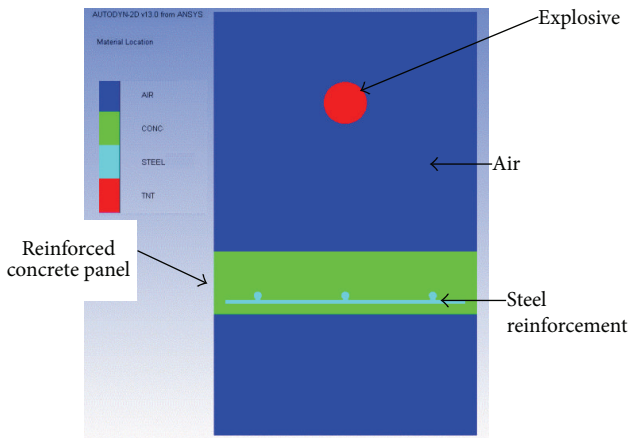 AUTODYN-2D v13.0 from ANSYS
Material Location
AIR
CONC
STEEL
TNT
Explosive
Air
Reinforced
concrete panel
Steel
reinforcement